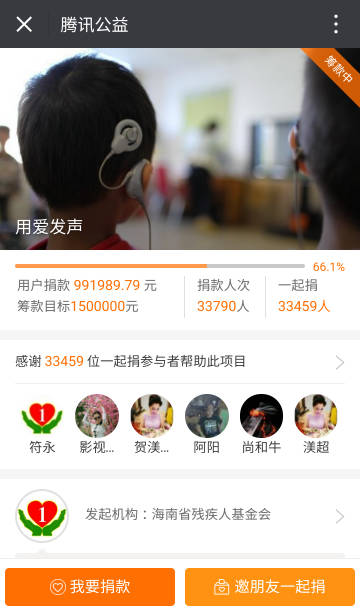 腾讯公益
筹款中
用爱发声
66.1%
用户捐款 991989.79 元
筹款目标1500000元
捐款人次
33790人
一起捐
33459人
感谢 33459 位一起捐参与者帮助此项目
1
符永
影视...
贺渼...
阿阳
尚和牛
渼超
1
发起机构：海南省残疾人基金会
我要捐款
邀朋友一起捐